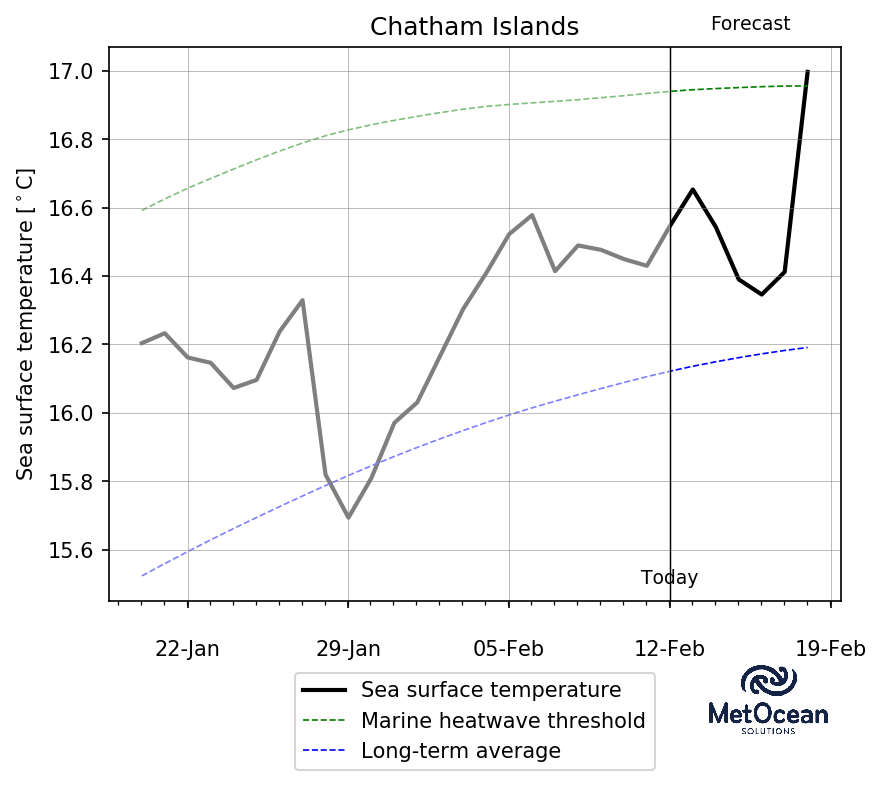 Chatham Islands
Forecast
17.0
16.8
16.6
16.4
16.2
16.0
15.8
15.6
Sea surface temperature [˚C]
Today
22-Jan 29-Jan 05-Feb 12-Feb 19-Feb
Sea surface temperature
Marine heatwave threshold
Long-term average
MetOcean
SOLUTIONS